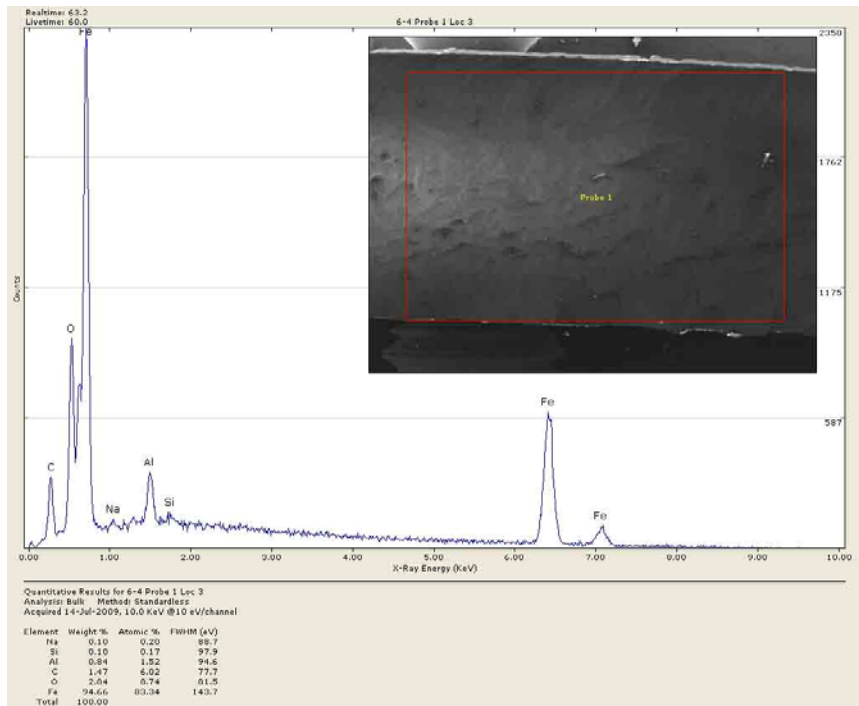 Realtime: 63.2
Livetime: 60.0
6-4 Probe 1 Loc 3
Fe
2350
1762
Probe 1
1175
Counts
O
Fe
587
C
Al
Na
Si
Fe
0.00 1.00 2.00 3.00 4.00 5.00 6.00 7.00 8.00 9.00 10.00
X-Ray Energy (KeV)
Quantitative Results for 6-4 Probe 1 Loc 3
Analysis: Bulk Method: Standardless
Acquired 14-Jul-2009, 10.0 KeV @10 eV/channel
Element Weight % Atomic % FWHM (eV)
Na 0.10 0.20 88.7
Si 0.10 0.17 97.9
Al 0.84 1.52 94.6
C 1.47 6.02 77.7
O 2.84 8.74 81.5
Fe 94.66 83.34 143.7
Total 100.00